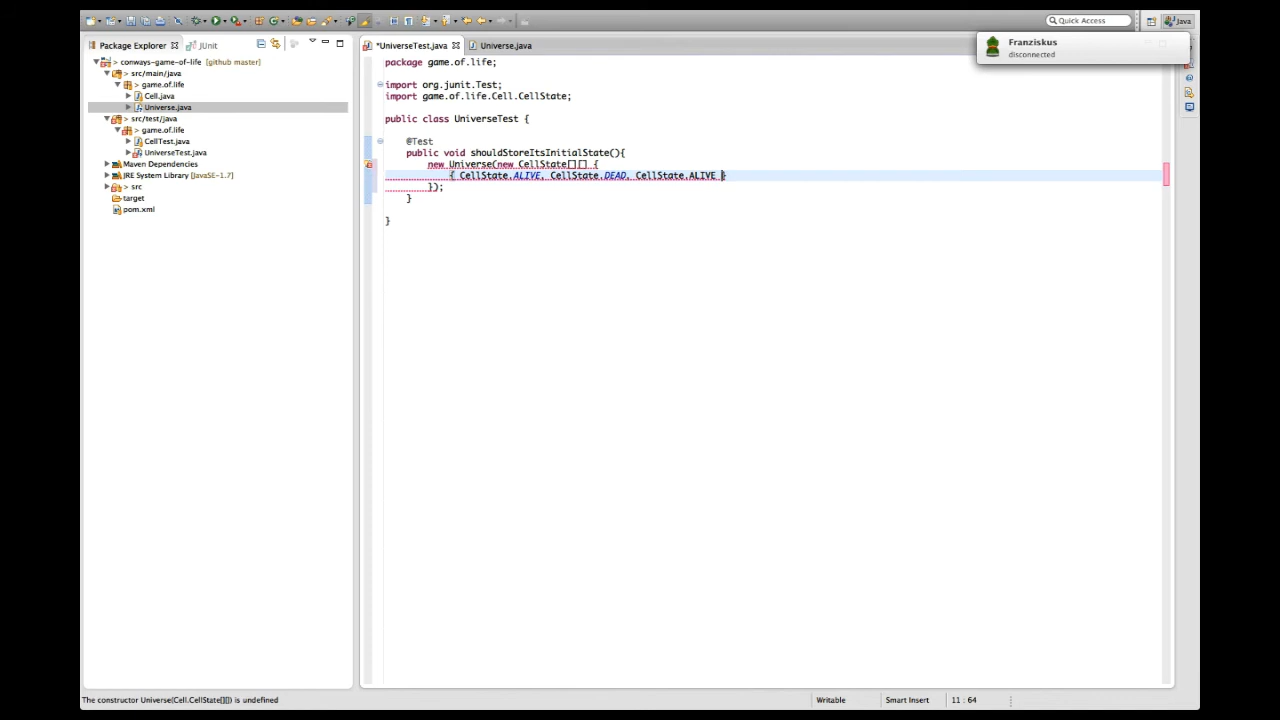 Quick Access
Java
Package Explorer
JUnit
*UniverseTest.java
Universe.java
Franziskus
disconnected
conways-game-of-life [github master]
src/main/java
game.of.life
Cell.java
Universe.java
src/test/java
game.of.life
CellTest.java
UniverseTest.java
Maven Dependencies
JRE System Library [JavaSE-1.7]
src
target
pom.xml
package game.of.life;
import org.junit.Test;
import game.of.life.Cell.CellState;
public class UniverseTest {
@Test
public void shouldStoreItsInitialState(){
new Universe(new CellState[][] {
{ CellState.ALIVE, CellState.DEAD, CellState.ALIVE }
});
}
}
The constructor Universe(Cell.CellState[][]) is undefined
Writable
Smart Insert
11 : 64